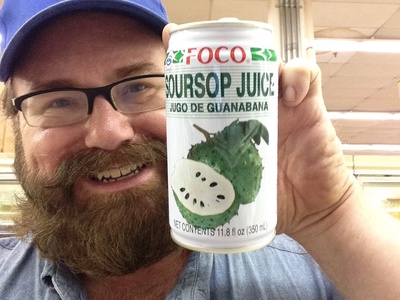 FOCO
SOURSOP JUICE
JUGO DE GUANABANA
NET CONTENTS 11.8 fl oz (350 mL)